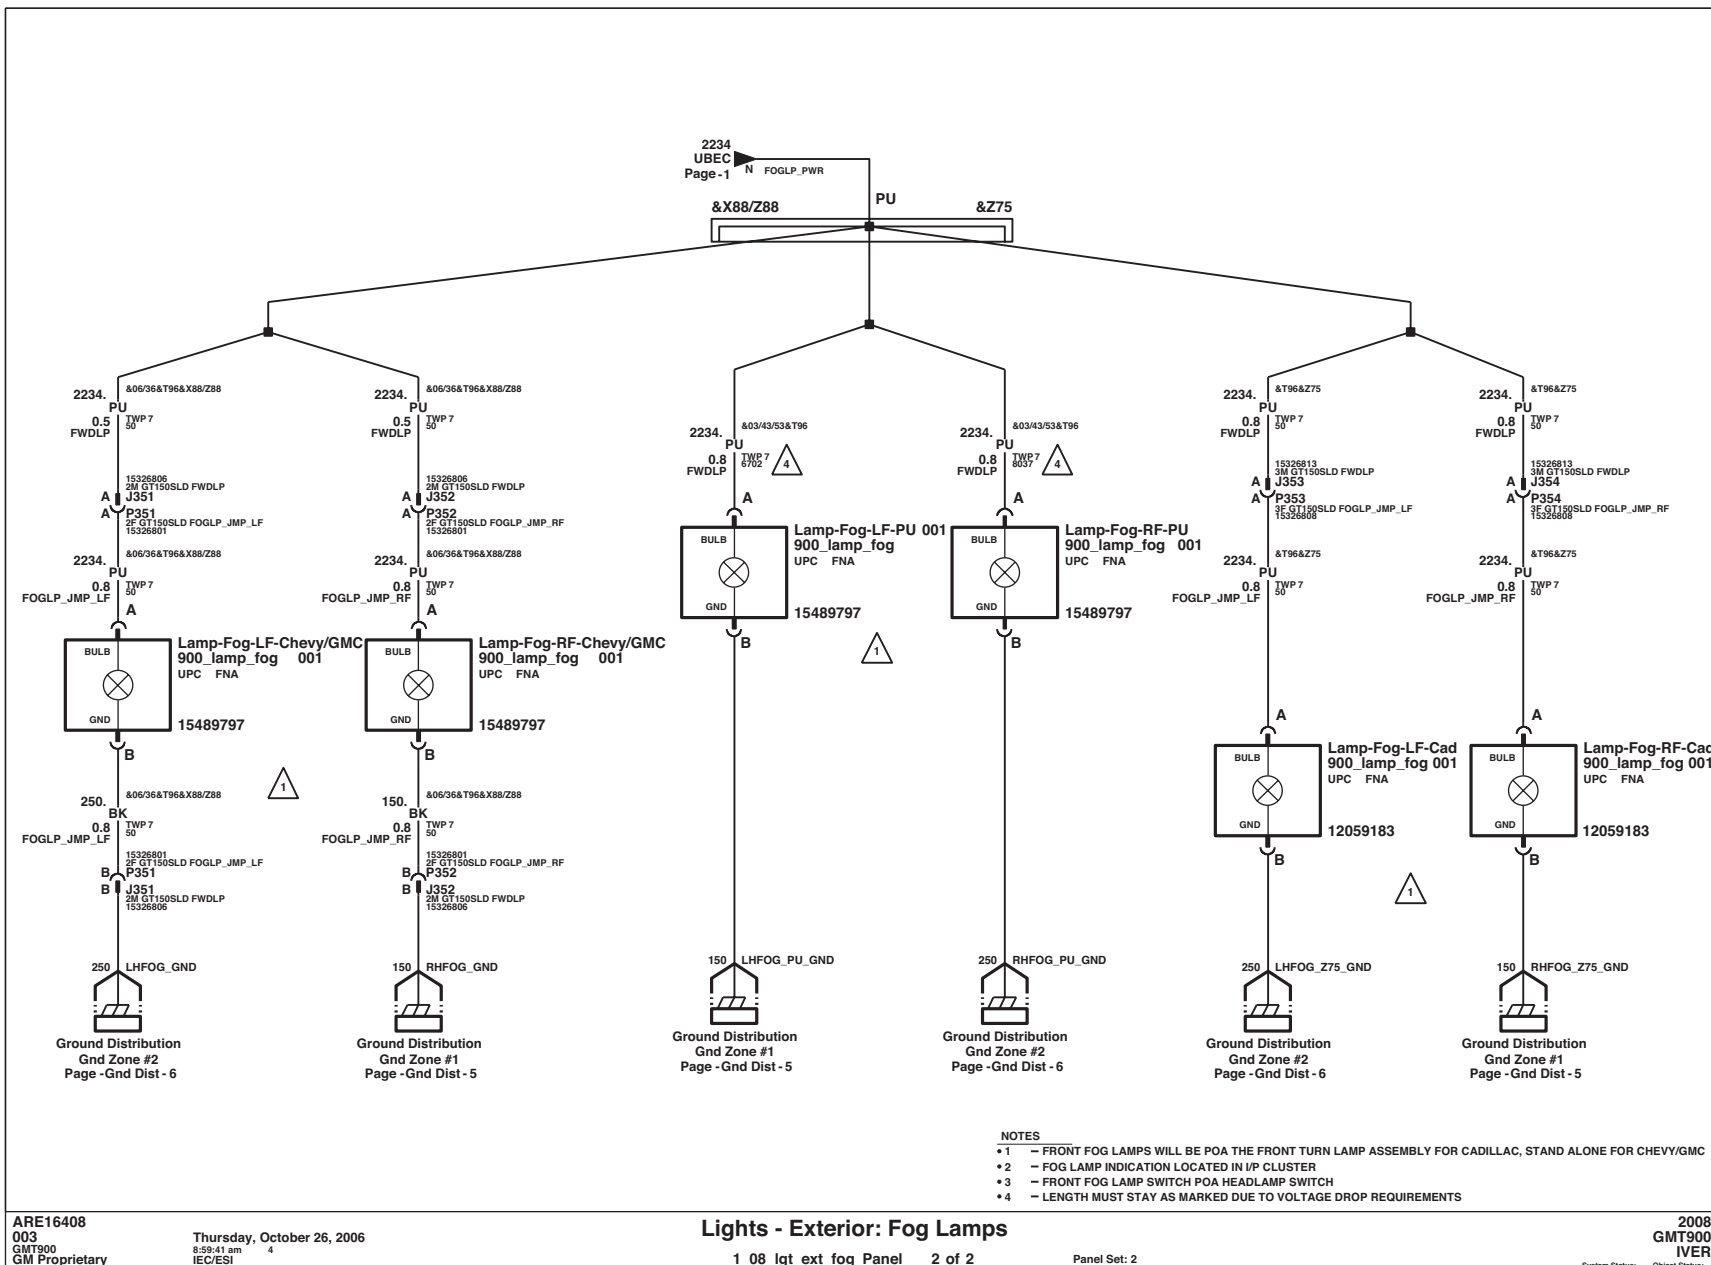 2234
UBEC
Page-1
N FOGLP_PWR
PU
&X88/Z88 &Z75
2234. &06/36&T96&X88/Z88
PU
0.5 TWP 7
FWDLP 50
15326806
2M GT150SLD FWDLP
A J351
A P351
2F GT150SLD FOGLP_JMP_LF
15326801
2234. &06/36&T96&X88/Z88
PU
0.8 TWP 7
FOGLP_JMP_LF 50
A
BULB
GND
Lamp-Fog-LF-Chevy/GMC
900_lamp_fog 001
UPC FNA
15489797
B
1
250. &06/36&T96&X88/Z88
BK
0.8 TWP 7
FOGLP_JMP_LF 50
15326801
2F GT150SLD FOGLP_JMP_LF
B P351
B J351
2M GT150SLD FWDLP
15326806
250 LHFOG_GND
Ground Distribution
Gnd Zone #2
Page -Gnd Dist - 6
2234. &06/36&T96&X88/Z88
PU
0.5 TWP 7
FWDLP 50
15326806
2M GT150SLD FWDLP
A J352
A P352
2F GT150SLD FOGLP_JMP_RF
15326801
2234. &06/36&T96&X88/Z88
PU
0.8 TWP 7
FOGLP_JMP_RF 50
A
BULB
GND
Lamp-Fog-RF-Chevy/GMC
900_lamp_fog 001
UPC FNA
15489797
B
150. &06/36&T96&X88/Z88
BK
0.8 TWP 7
FOGLP_JMP_RF 50
15326801
2F GT150SLD FOGLP_JMP_RF
B P352
B J352
2M GT150SLD FWDLP
15326806
150 RHFOG_GND
Ground Distribution
Gnd Zone #1
Page -Gnd Dist - 5
2234. &03/43/53&T96
PU
0.8 TWP 7
FWDLP 6702
4
A
BULB
GND
Lamp-Fog-LF-PU 001
900_lamp_fog
UPC FNA
15489797
B
1
150 LHFOG_PU_GND
Ground Distribution
Gnd Zone #1
Page -Gnd Dist - 5
2234. &03/43/53&T96
PU
0.8 TWP 7
FWDLP 8037
4
A
BULB
GND
Lamp-Fog-RF-PU
900_lamp_fog 001
UPC FNA
15489797
B
250 RHFOG_PU_GND
Ground Distribution
Gnd Zone #2
Page -Gnd Dist - 6
2234. &T96&Z75
PU
0.8 TWP 7
FWDLP 50
15326813
3M GT150SLD FWDLP
A J353
A P353
3F GT150SLD FOGLP_JMP_LF
15326808
2234. &T96&Z75
PU
0.8 TWP 7
FOGLP_JMP_LF 50
A
BULB
GND
Lamp-Fog-LF-Cad
900_lamp_fog 001
UPC FNA
12059183
B
1
250 LHFOG_Z75_GND
Ground Distribution
Gnd Zone #2
Page -Gnd Dist - 6
2234. &T96&Z75
PU
0.8 TWP 7
FWDLP 50
15326813
3M GT150SLD FWDLP
A J354
A P354
3F GT150SLD FOGLP_JMP_RF
15326808
2234. &T96&Z75
PU
0.8 TWP 7
FOGLP_JMP_RF 50
A
BULB
GND
Lamp-Fog-RF-Cad
900_lamp_fog 001
UPC FNA
12059183
B
150 RHFOG_Z75_GND
Ground Distribution
Gnd Zone #1
Page -Gnd Dist - 5
NOTES
• 1 – FRONT FOG LAMPS WILL BE POA THE FRONT TURN LAMP ASSEMBLY FOR CADILLAC, STAND ALONE FOR CHEVY/GMC
• 2 – FOG LAMP INDICATION LOCATED IN I/P CLUSTER
• 3 – FRONT FOG LAMP SWITCH POA HEADLAMP SWITCH
• 4 – LENGTH MUST STAY AS MARKED DUE TO VOLTAGE DROP REQUIREMENTS
ARE16408
003
GMT900
GM Proprietary
Thursday, October 26, 2006
8:59:41 am 4
IEC/ESI
Lights - Exterior: Fog Lamps
1_08_lgt_ext_fog_Panel 2 of 2
Panel Set: 2
2008
GMT900
IVER